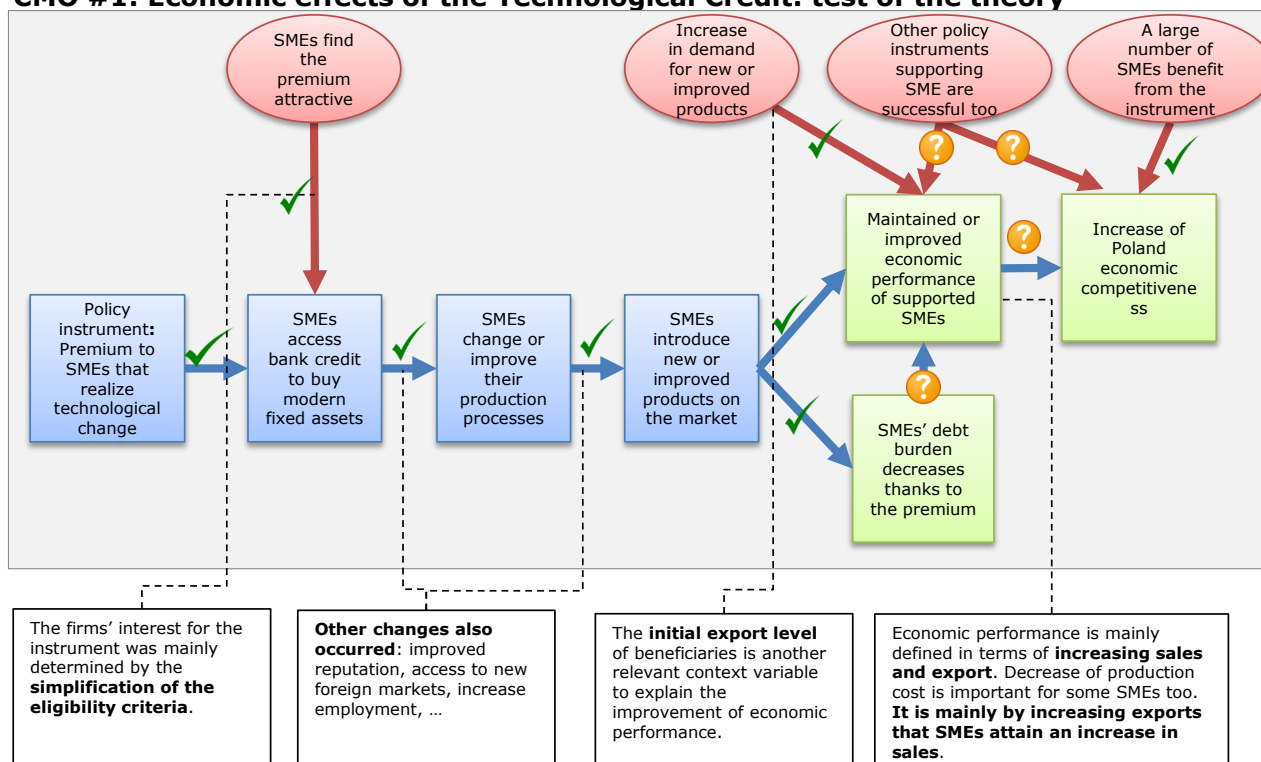 CMO #1: Economic effects of the Technological Credit: test of the theory
SMEs find
the
premium
attractive
Increase
in demand
for new or
improved
products
Other policy
instruments
supporting
SME are
successful too
A large
number of
SMEs benefit
from the
instrument
?
?
Maintained or
improved
economic
performance
of supported
SMEs
?
Increase of
Poland
economic
competitivene
ss
Policy
instrument:
Premium to
SMEs that
realize
technological
change
SMEs
access
bank credit
to buy
modern
fixed assets
SMEs
change or
improve
their
production
processes
SMEs
introduce
new or
improved
products on
the market
?
SMEs’ debt
burden
decreases
thanks to
the premium
The firms’ interest for the
instrument was mainly
determined by the
simplification of the
eligibility criteria.
Other changes also
occurred: improved
reputation, access to new
foreign markets, increase
employment, …
The initial export level
of beneficiaries is another
relevant context variable
to explain the
improvement of economic
performance.
Economic performance is mainly
defined in terms of increasing sales
and export. Decrease of production
cost is important for some SMEs too.
It is mainly by increasing exports
that SMEs attain an increase in
sales.